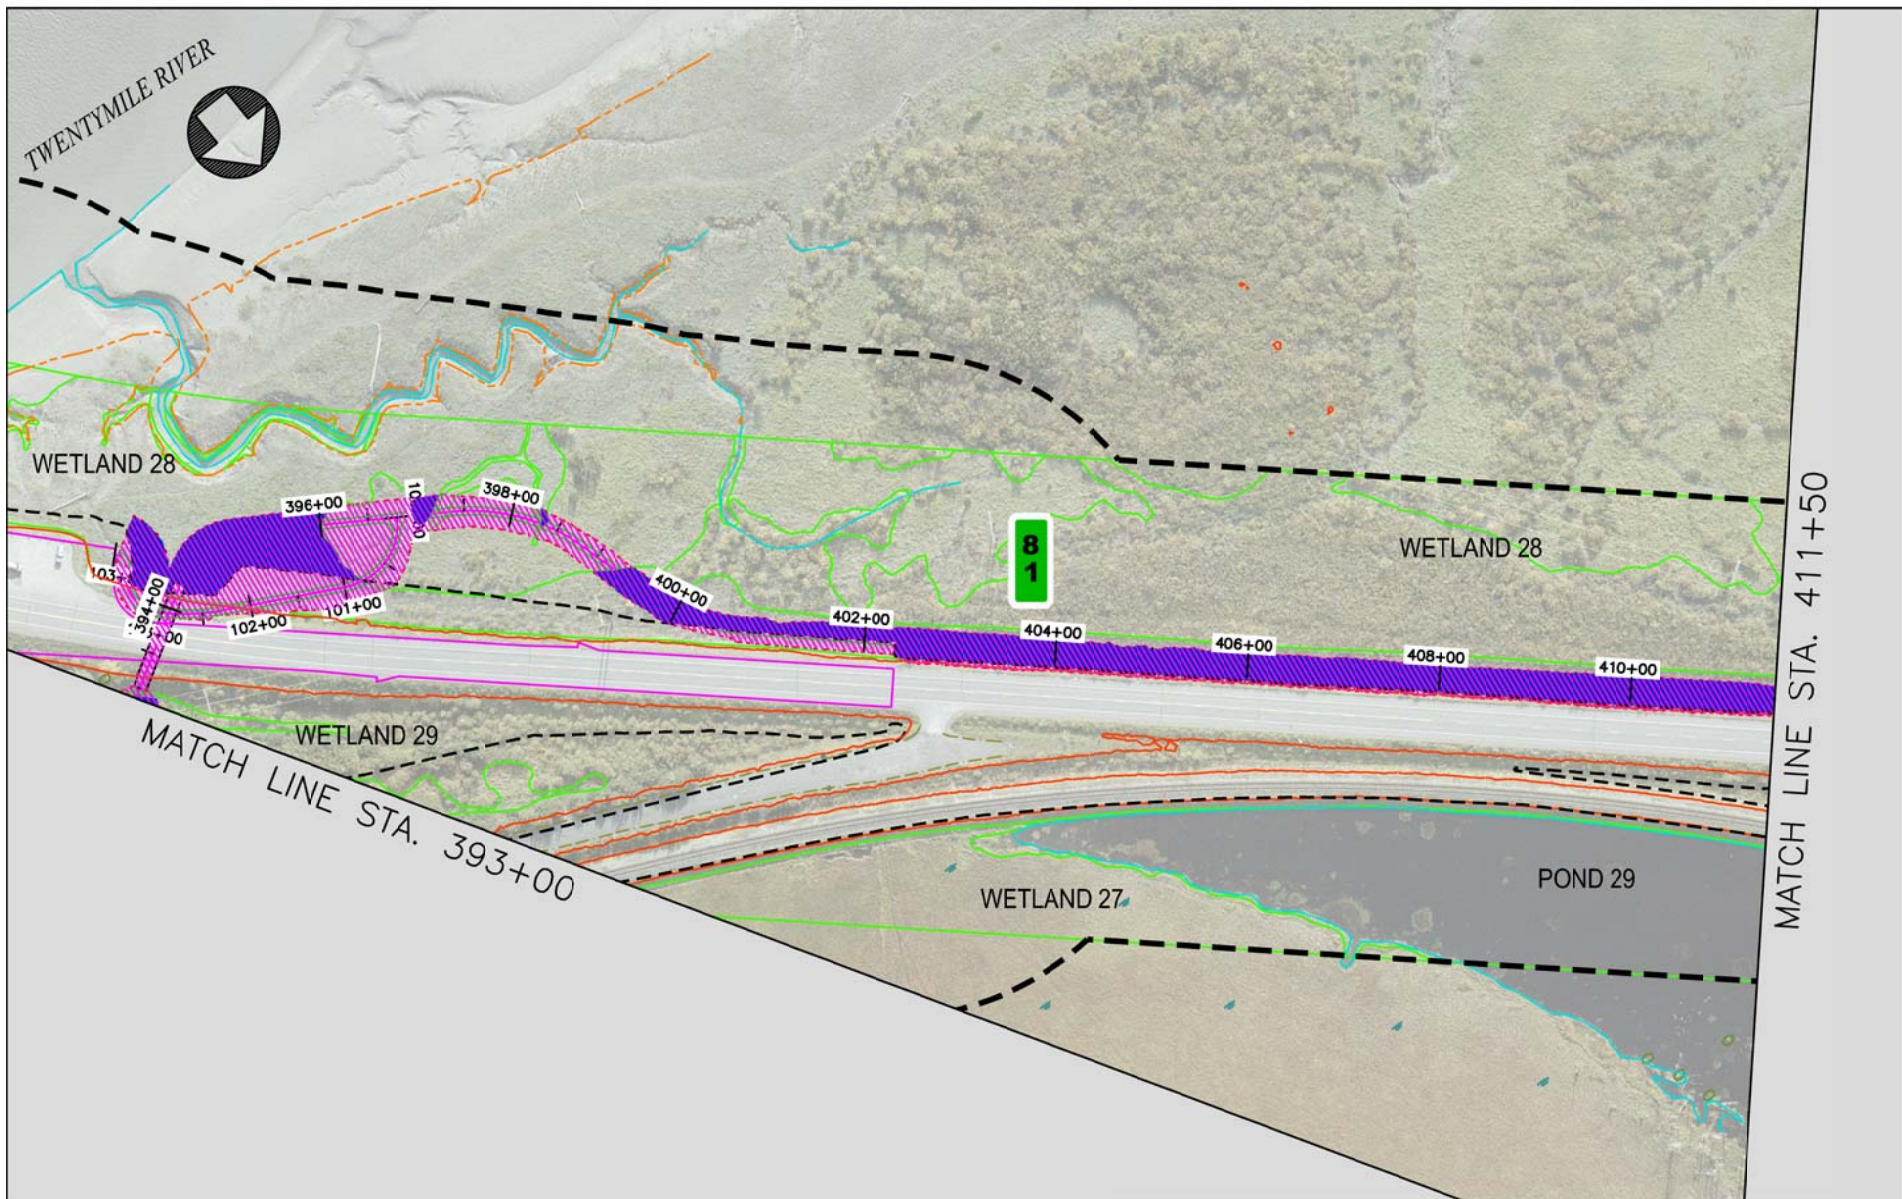 TWENTYMILE RIVER
WETLAND 28
396+00
398+00
394+00
102+00
101+00
400+00
402+00
8
1
404+00
406+00
408+00
410+00
WETLAND 28
MATCH LINE STA. 411+50
WETLAND 29
MATCH LINE STA. 393+00
WETLAND 27
POND 29